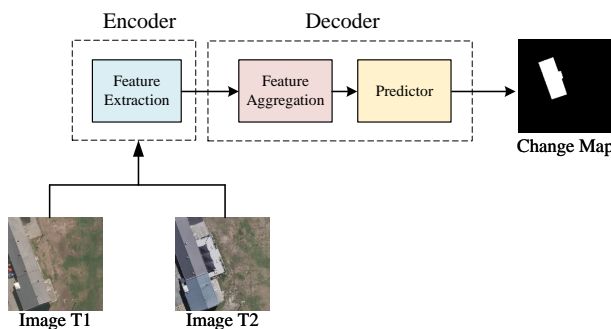 Encoder
Decoder
Feature
Extraction
Feature
Aggregation
Predictor
Change Map
Image T1
Image T2